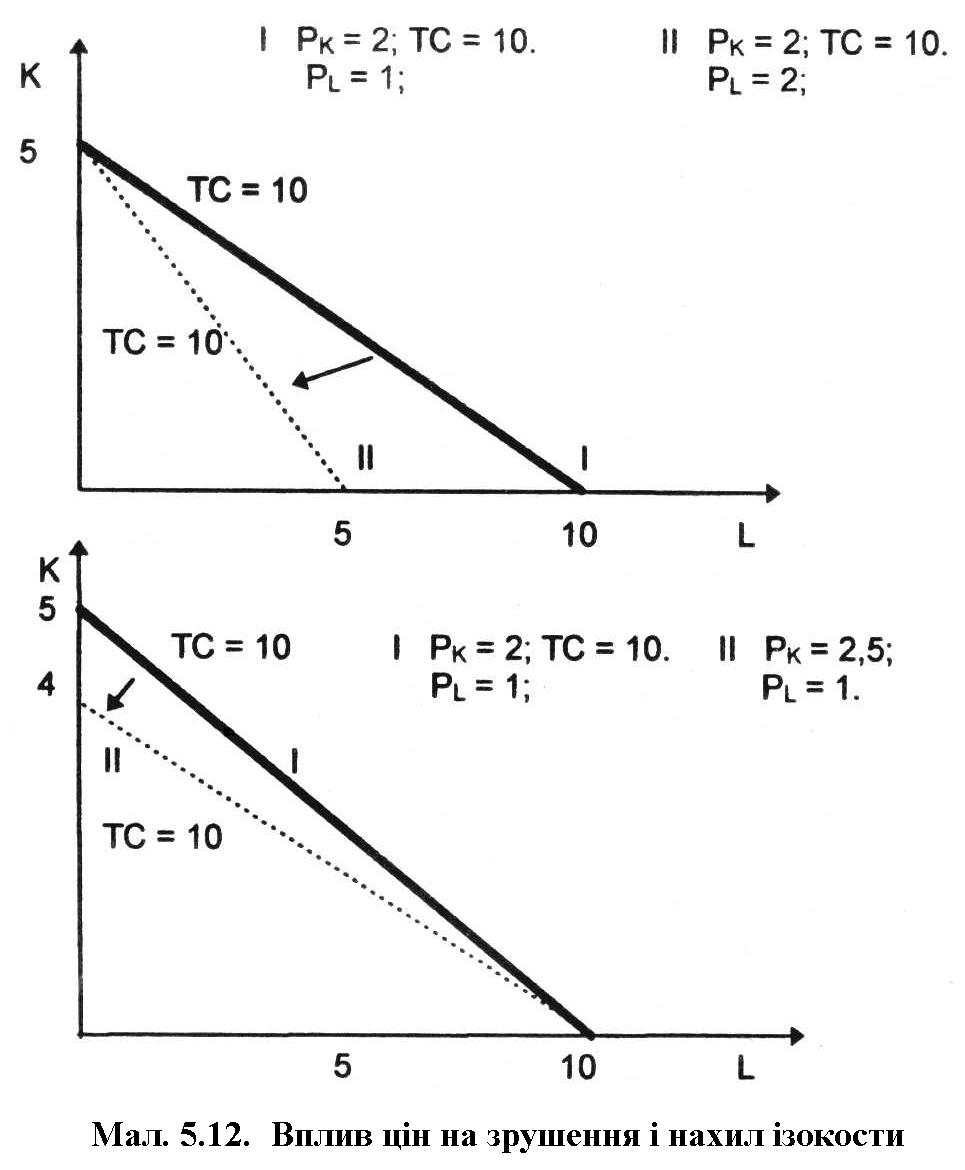 I PK = 2; TC = 10. II PK = 2; TC = 10.
PL = 1; PL = 2;
K
5
TC = 10
TC = 10
II I
5 10 L
K
5
TC = 10 I PK = 2; TC = 10. II PK = 2,5;
4 PL = 1; PL = 1.
II I
TC = 10
5 10 L
Мал. 5.12. Вплив цін на зрушення і нахил ізокости